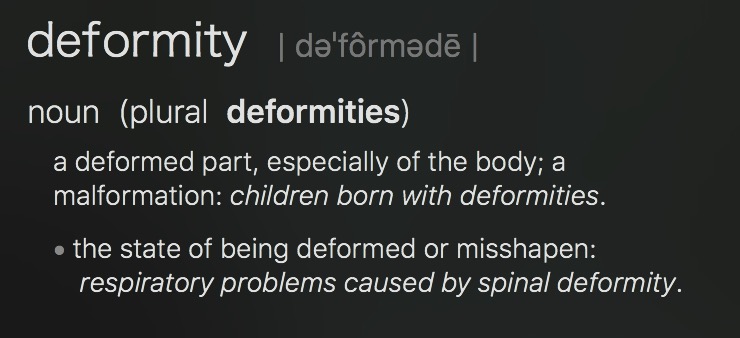 deformity | dəˈfôrmədē |
noun (plural deformities)
a deformed part, especially of the body; a
malformation: children born with deformities.
• the state of being deformed or misshapen:
respiratory problems caused by spinal deformity.